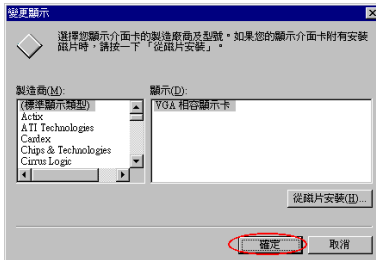 變更顯示
選擇您顯示介面卡的製造廠商及型號。如果您的顯示介面卡附有安裝
磁片時，請按一下「從磁片安裝」。
製造商(M):
顯示(D):
(標準顯示類型)
Actix
ATI Technologies
Cardex
Chips & Technologies
Cirrus Logic
VGA 相容顯示卡
從磁片安裝(H)...
確定
取消